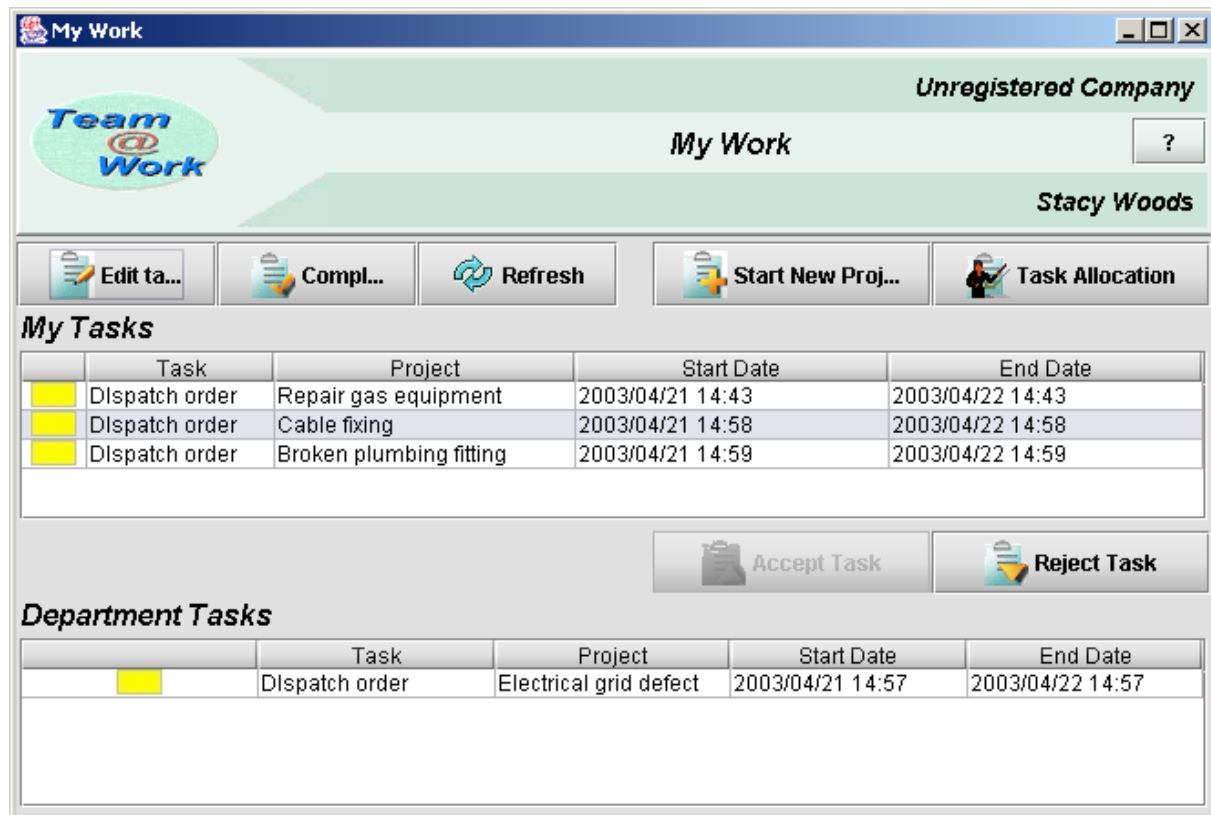 My Work
Unregistered Company
Team
@
Work
My Work
?
Stacy Woods
Edit ta... Compl... Refresh Start New Proj... Task Allocation
My Tasks
Task Project Start Date End Date
DIspatch order Repair gas equipment 2003/04/21 14:43 2003/04/22 14:43
DIspatch order Cable fixing 2003/04/21 14:58 2003/04/22 14:58
DIspatch order Broken plumbing fitting 2003/04/21 14:59 2003/04/22 14:59
Accept Task Reject Task
Department Tasks
Task Project Start Date End Date
DIspatch order Electrical grid defect 2003/04/21 14:57 2003/04/22 14:57